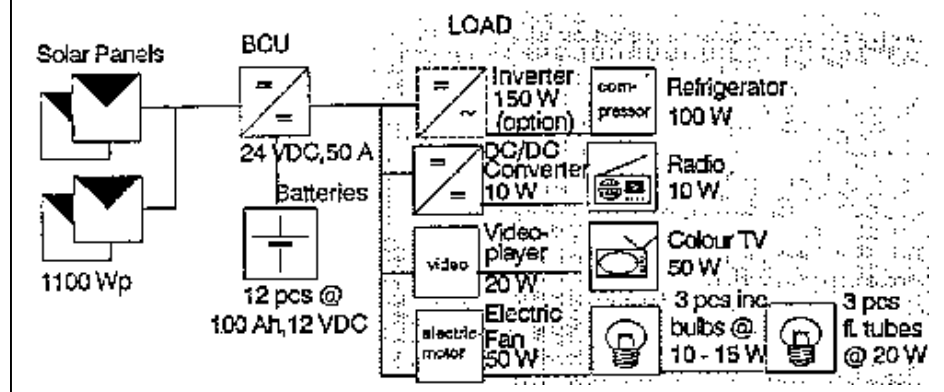 LOAD
Solar Panels
BCU
Inverter
150 W
(option)
com-
pressor
Refrigerator
100 W
24 VDC, 50 A
DC/DC
Converter
10 W
Radio
10 W
Batteries
1100 Wp
video
Video-
player
20 W
Colour TV
50 W
12 pcs @
100 Ah, 12 VDC
electric
motor
Electric
Fan
50 W
3 pcs inc.
bulbs @
10 - 15 W
3 pcs
fl. tubes
@ 20 W